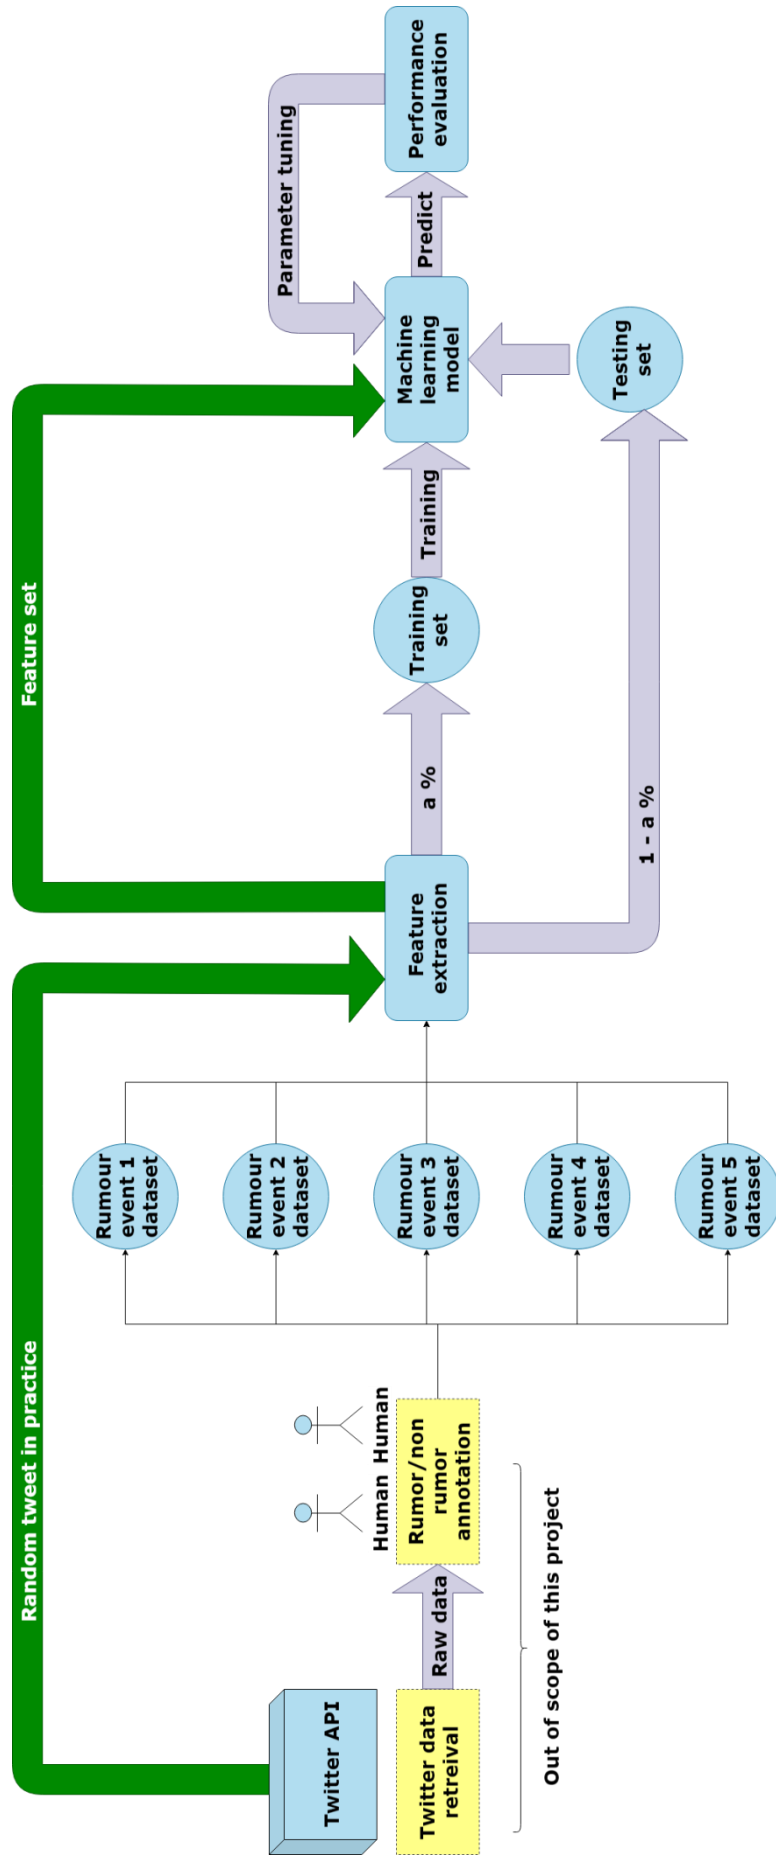 Random tweet in practice
Feature set
Twitter API
Twitter data
retreival
Raw data
Human
Human
Rumor/non
rumor
annotation
Out of scope of this project
Rumour
event 1
dataset
Rumour
event 2
dataset
Rumour
event 3
dataset
Rumour
event 4
dataset
Rumour
event 5
dataset
Feature
extraction
a %
1 - a %
Training
set
Training
Testing
set
Machine
learning
model
Parameter tuning
Predict
Performance
evaluation